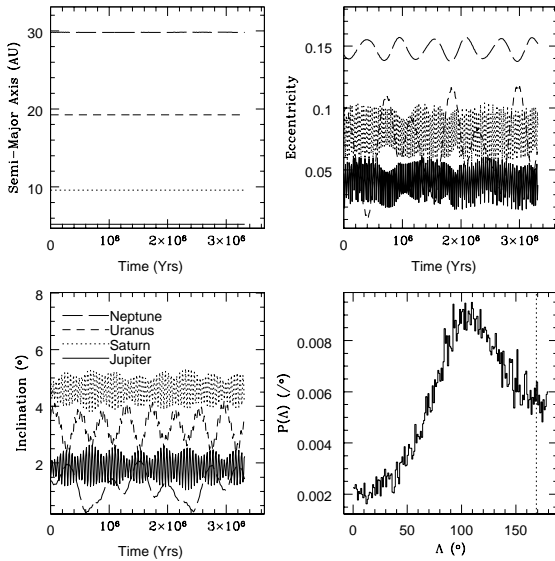 30
20
10
Semi-Major Axis (AU)
0
10⁶
2×10⁶
3×10⁶
Time (Yrs)
0.15
0.1
0.05
Ecccentricity
0
10⁶
2×10⁶
3×10⁶
Time (Yrs)
8
6
4
2
Inclination (°)
Neptune
Uranus
Saturn
Jupiter
0
10⁶
2×10⁶
3×10⁶
Time (Yrs)
0.008
0.006
0.004
0.002
P(Λ) (/°)
0
50
100
150
Λ (°)